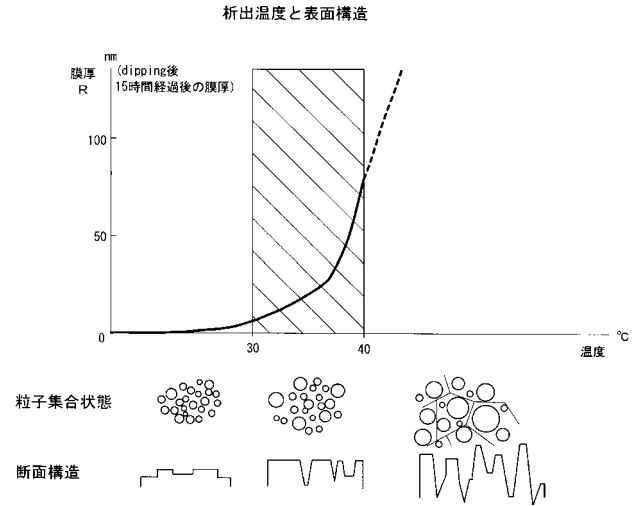 析出温度と表面構造
nm
膜厚
R
(dipping後
15時間経過後の膜厚)
100
50
0
30
40
℃
温度
粒子集合状態
断面構造